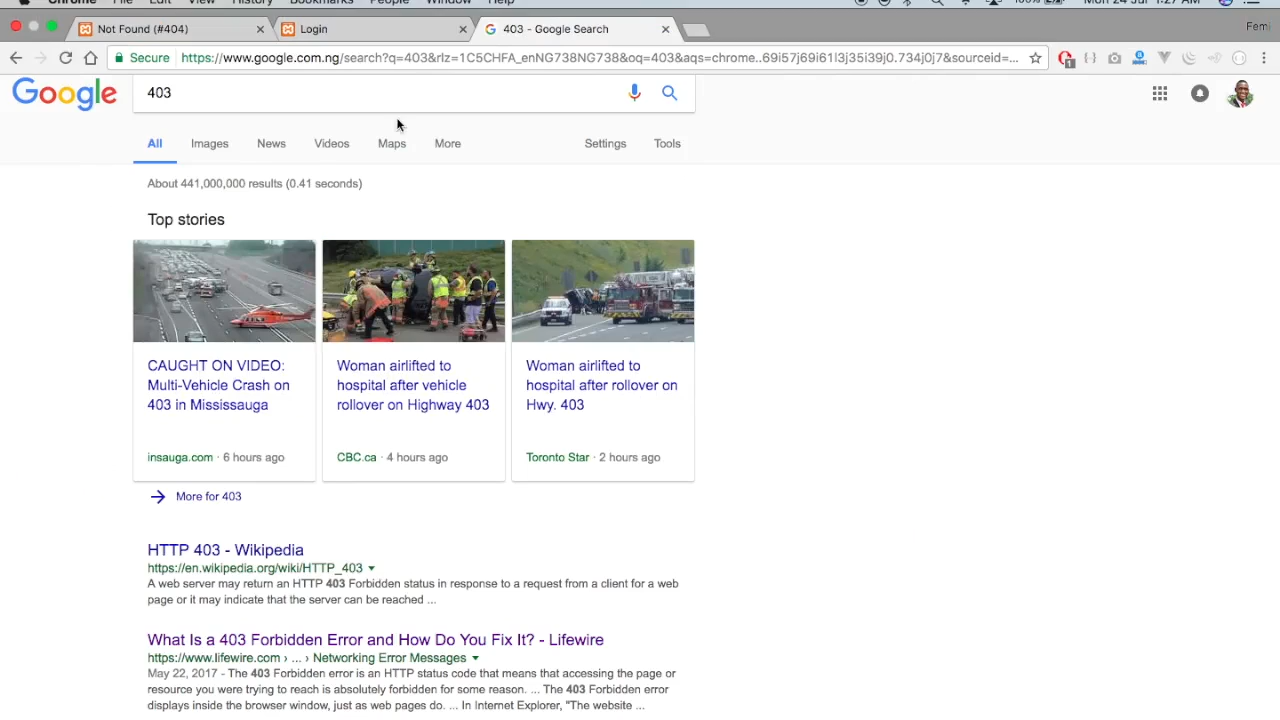 Chrome File Edit View History Bookmarks People Window Help 100% Mon 24 Jul 1:27 AM
Not Found (#404) Login 403 - Google Search Femi
Secure https://www.google.com.ng/search?q=403&rlz=1C5CHFA_enNG738NG738&oq=403&aqs=chrome..69i57j69i61l3j35i39j0.734j0j7&sourceid=...
Google 403
All Images News Videos Maps More Settings Tools
About 441,000,000 results (0.41 seconds)
Top stories
CAUGHT ON VIDEO:
Multi-Vehicle Crash on
403 in Mississauga
insauga.com · 6 hours ago
Woman airlifted to
hospital after vehicle
rollover on Highway 403
CBC.ca · 4 hours ago
Woman airlifted to
hospital after rollover on
Hwy. 403
Toronto Star · 2 hours ago
More for 403
HTTP 403 - Wikipedia
https://en.wikipedia.org/wiki/HTTP_403
A web server may return an HTTP 403 Forbidden status in response to a request from a client for a web
page or it may indicate that the server can be reached ...
What Is a 403 Forbidden Error and How Do You Fix It? - Lifewire
https://www.lifewire.com › ... › Networking Error Messages
May 22, 2017 - The 403 Forbidden error is an HTTP status code that means that accessing the page or
resource you were trying to reach is absolutely forbidden for some reason. ... The 403 Forbidden error
displays inside the browser window, just as web pages do. ... In Internet Explorer, "The website ...